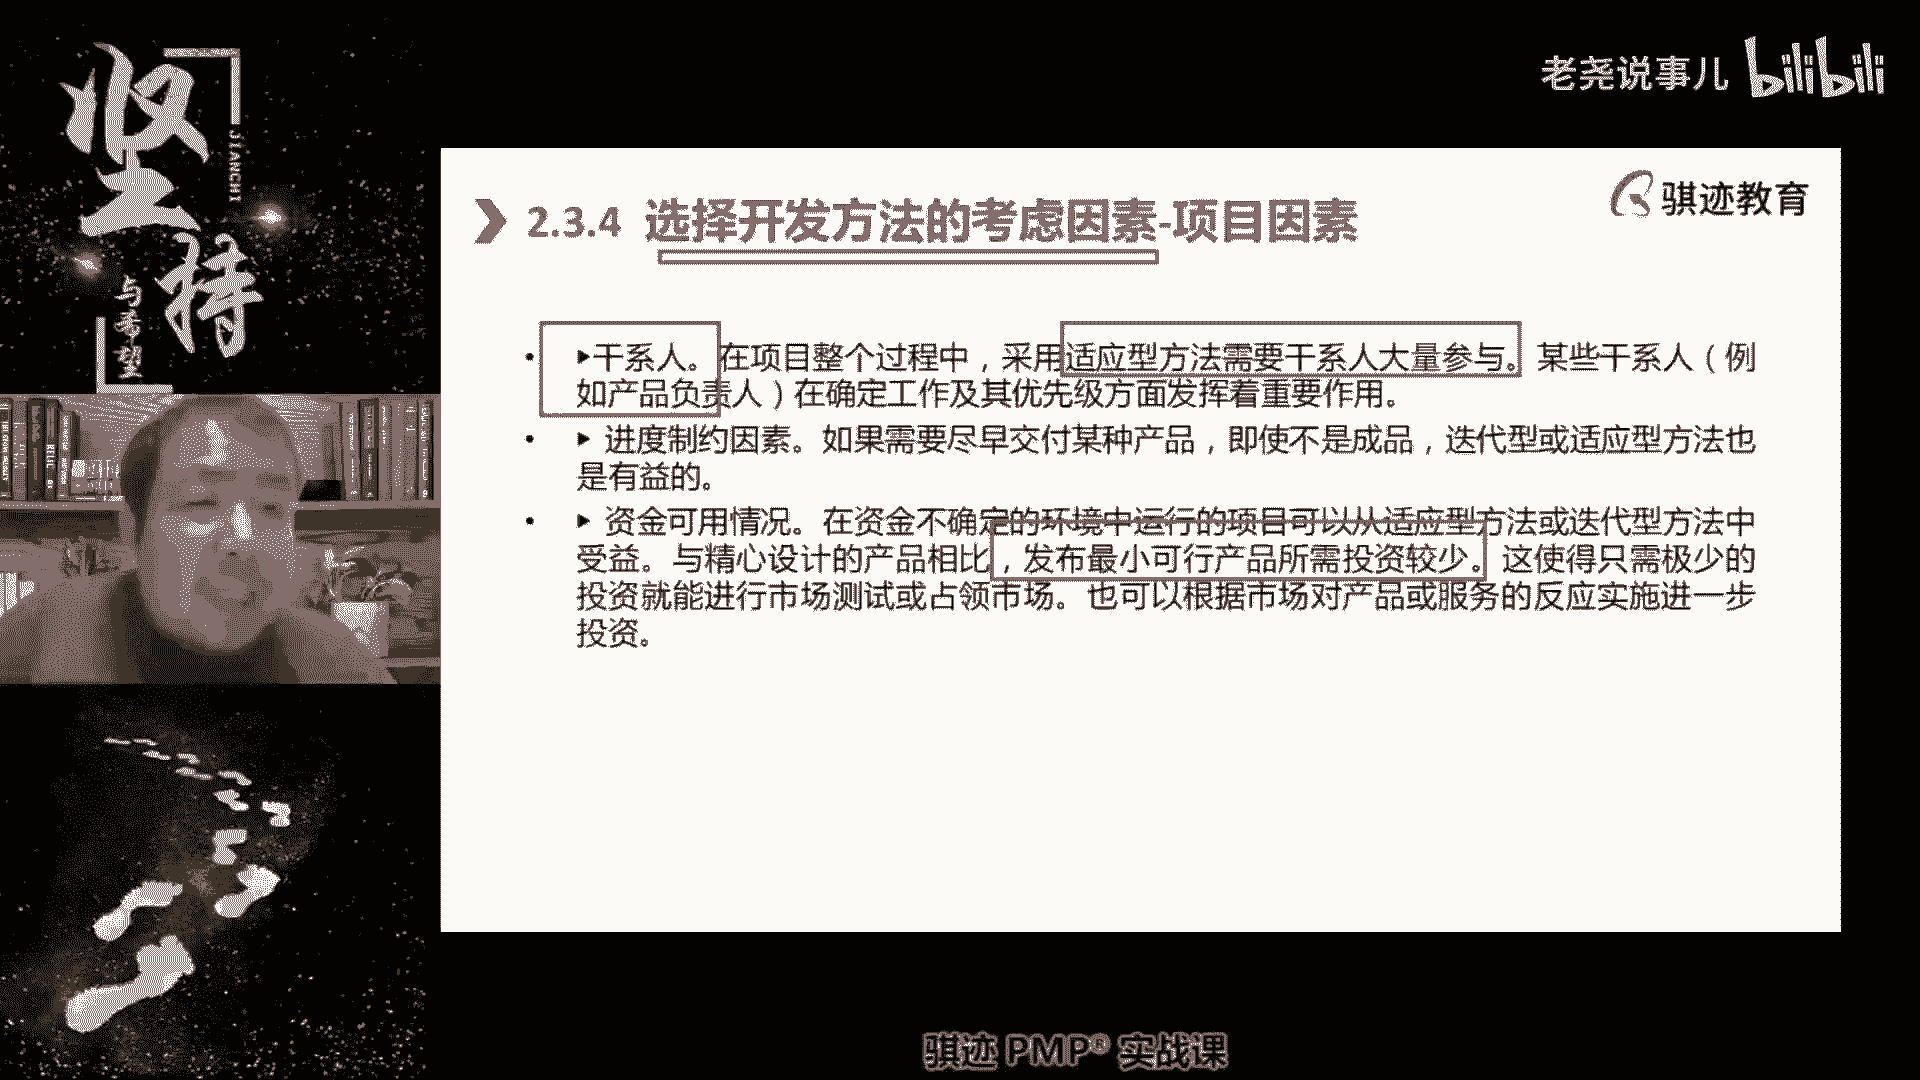 坚持
JIANCHI
与希望
老尧说事儿 bilibili
骐迹教育
2.3.4 选择开发方法的考虑因素-项目因素
• ▶干系人。在项目整个过程中，采用适应型方法需要干系人大量参与。某些干系人（例
如产品负责人）在确定工作及其优先级方面发挥着重要作用。
• ▶ 进度制约因素。如果需要尽早交付某种产品，即使不是成品，迭代型或适应型方法也
是有益的。
• ▶ 资金可用情况。在资金不确定的环境中运行的项目可以从适应型方法或迭代型方法中
受益。与精心设计的产品相比，发布最小可行产品所需投资较少。这使得只需极少的
投资就能进行市场测试或占领市场。也可以根据市场对产品或服务的反应实施进一步
投资。
骐迹 PMP® 实战课